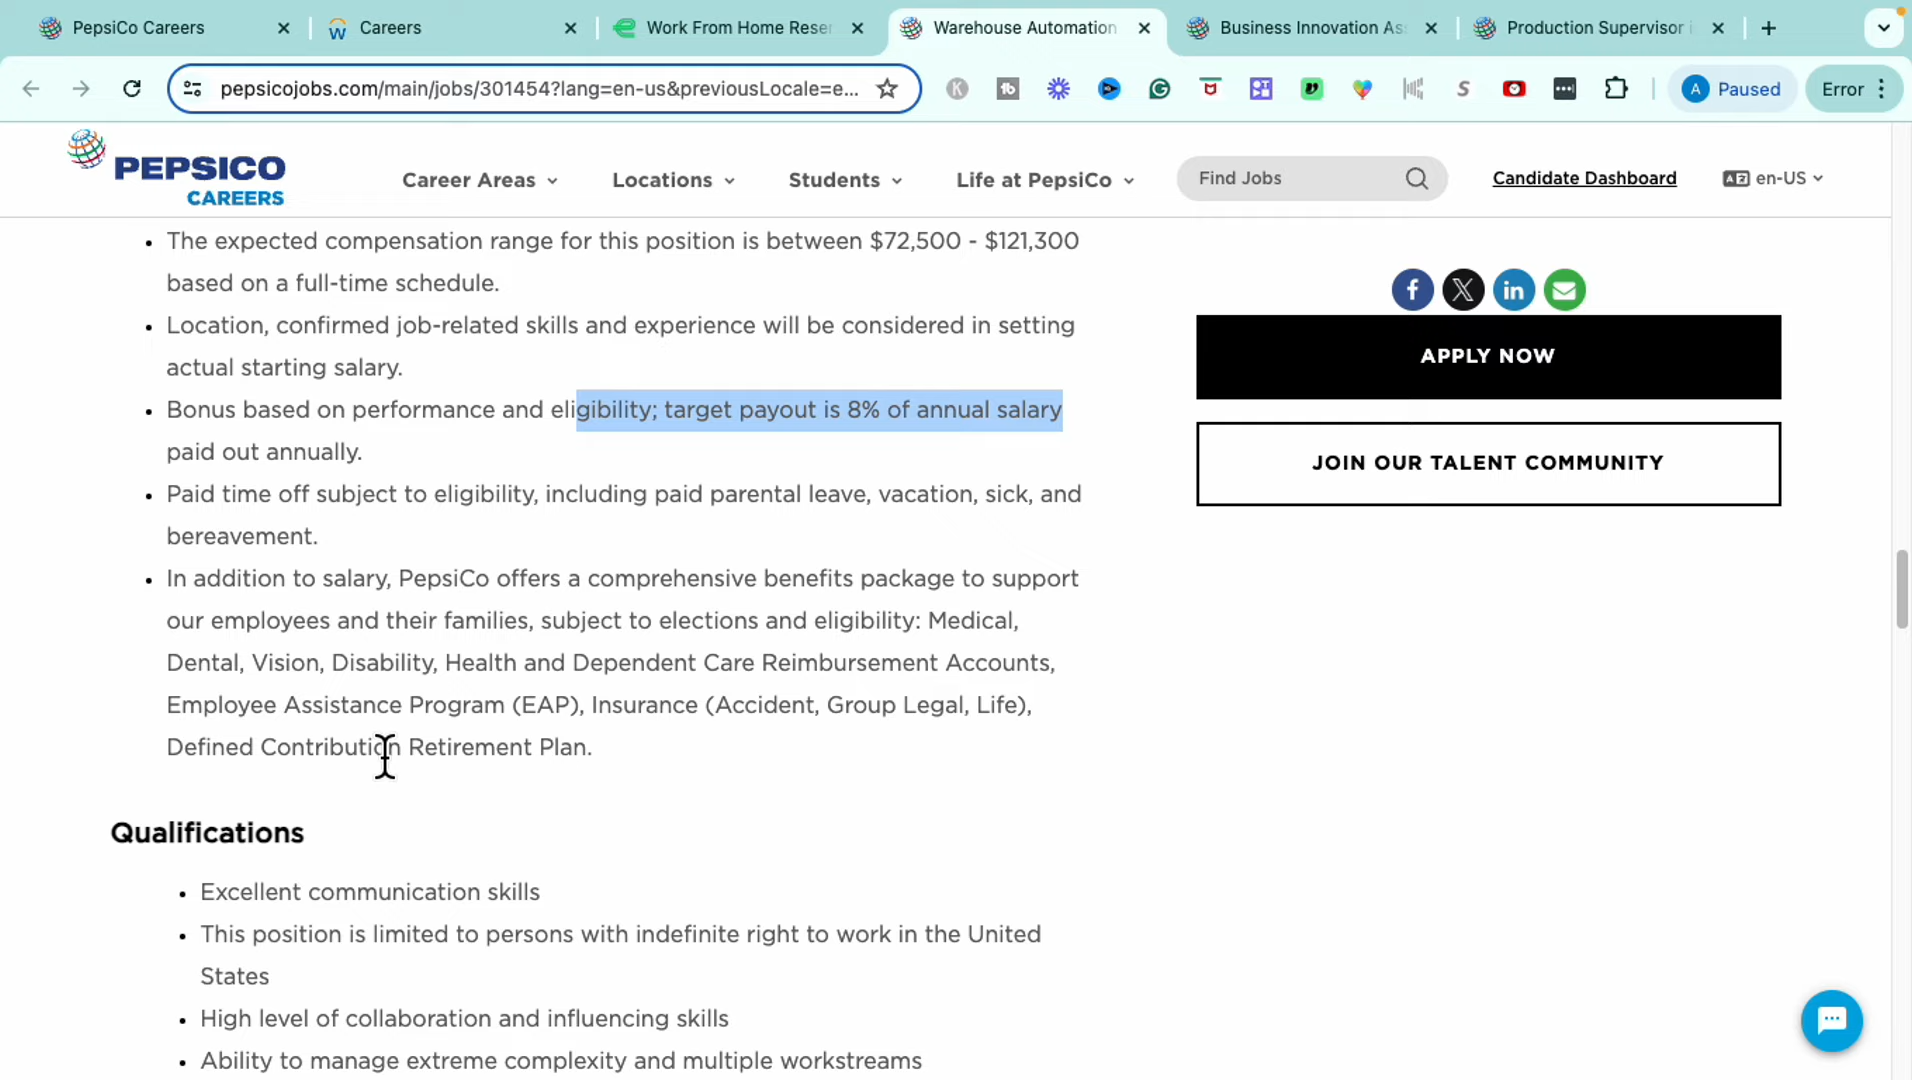 PepsiCo Careers
Careers
Work From Home Rese
Warehouse Automation
Business Innovation As
Production Supervisor i
pepsicojobs.com/main/jobs/301454?lang=en-us&previousLocale=e...
Paused
Error
PEPSICO
CAREERS
Career Areas
Locations
Students
Life at PepsiCo
Find Jobs
Candidate Dashboard
en-US
The expected compensation range for this position is between $72,500 - $121,300
based on a full-time schedule.
Location, confirmed job-related skills and experience will be considered in setting
actual starting salary.
Bonus based on performance and eligibility; target payout is 8% of annual salary
paid out annually.
Paid time off subject to eligibility, including paid parental leave, vacation, sick, and
bereavement.
In addition to salary, PepsiCo offers a comprehensive benefits package to support
our employees and their families, subject to elections and eligibility: Medical,
Dental, Vision, Disability, Health and Dependent Care Reimbursement Accounts,
Employee Assistance Program (EAP), Insurance (Accident, Group Legal, Life),
Defined Contribution Retirement Plan.
APPLY NOW
JOIN OUR TALENT COMMUNITY
Qualifications
Excellent communication skills
This position is limited to persons with indefinite right to work in the United
States
High level of collaboration and influencing skills
Ability to manage extreme complexity and multiple workstreams